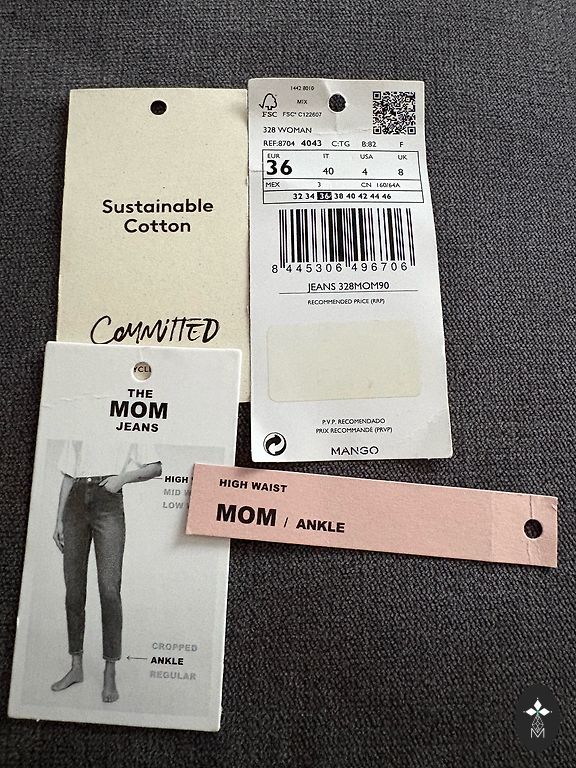 Sustainable
Cotton
COMMITTED
1442 8010
MIX
FSC
FSC® C122607
328 WOMAN
REF:8704 4043 C:TG B:82 F
EUR IT USA UK
36 40 4 8
MEX 3 CN 160/64A
32 34 36 38 40 42 44 46
8 445306 496706
JEANS 328MOM90
RECOMMENDED PRICE (RRP)
P.V.P. RECOMENDADO
PRIX RECOMMANDÉ (PRVP)
MANGO
THE
MOM
JEANS
HIGH
MID
LOW
CROPPED
ANKLE
REGULAR
HIGH WAIST
MOM / ANKLE
M